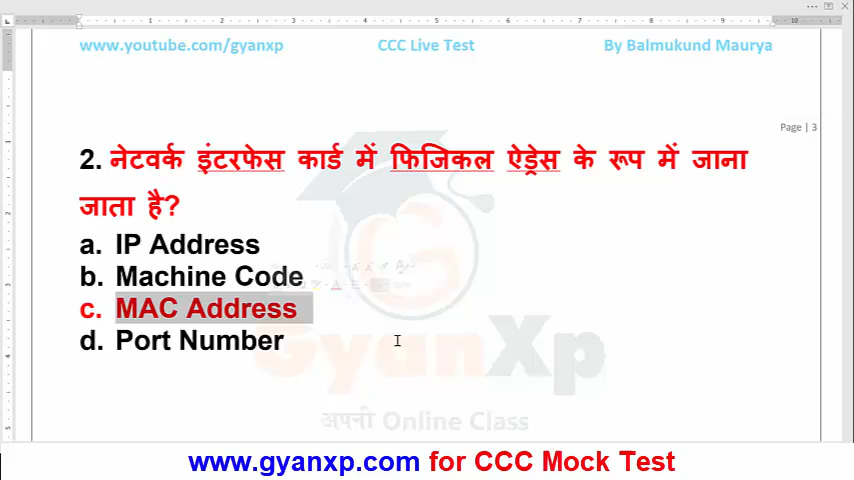 www.youtube.com/gyanxp CCC Live Test By Balmukund Maurya
Page | 3
2. नेटवर्क इंटरफेस कार्ड में फिजिकल ऐड्रेस के रूप में जाना
जाता है?
a. IP Address
b. Machine Code
c. MAC Address
d. Port Number
GyanXp
अपनी Online Class
www.gyanxp.com for CCC Mock Test